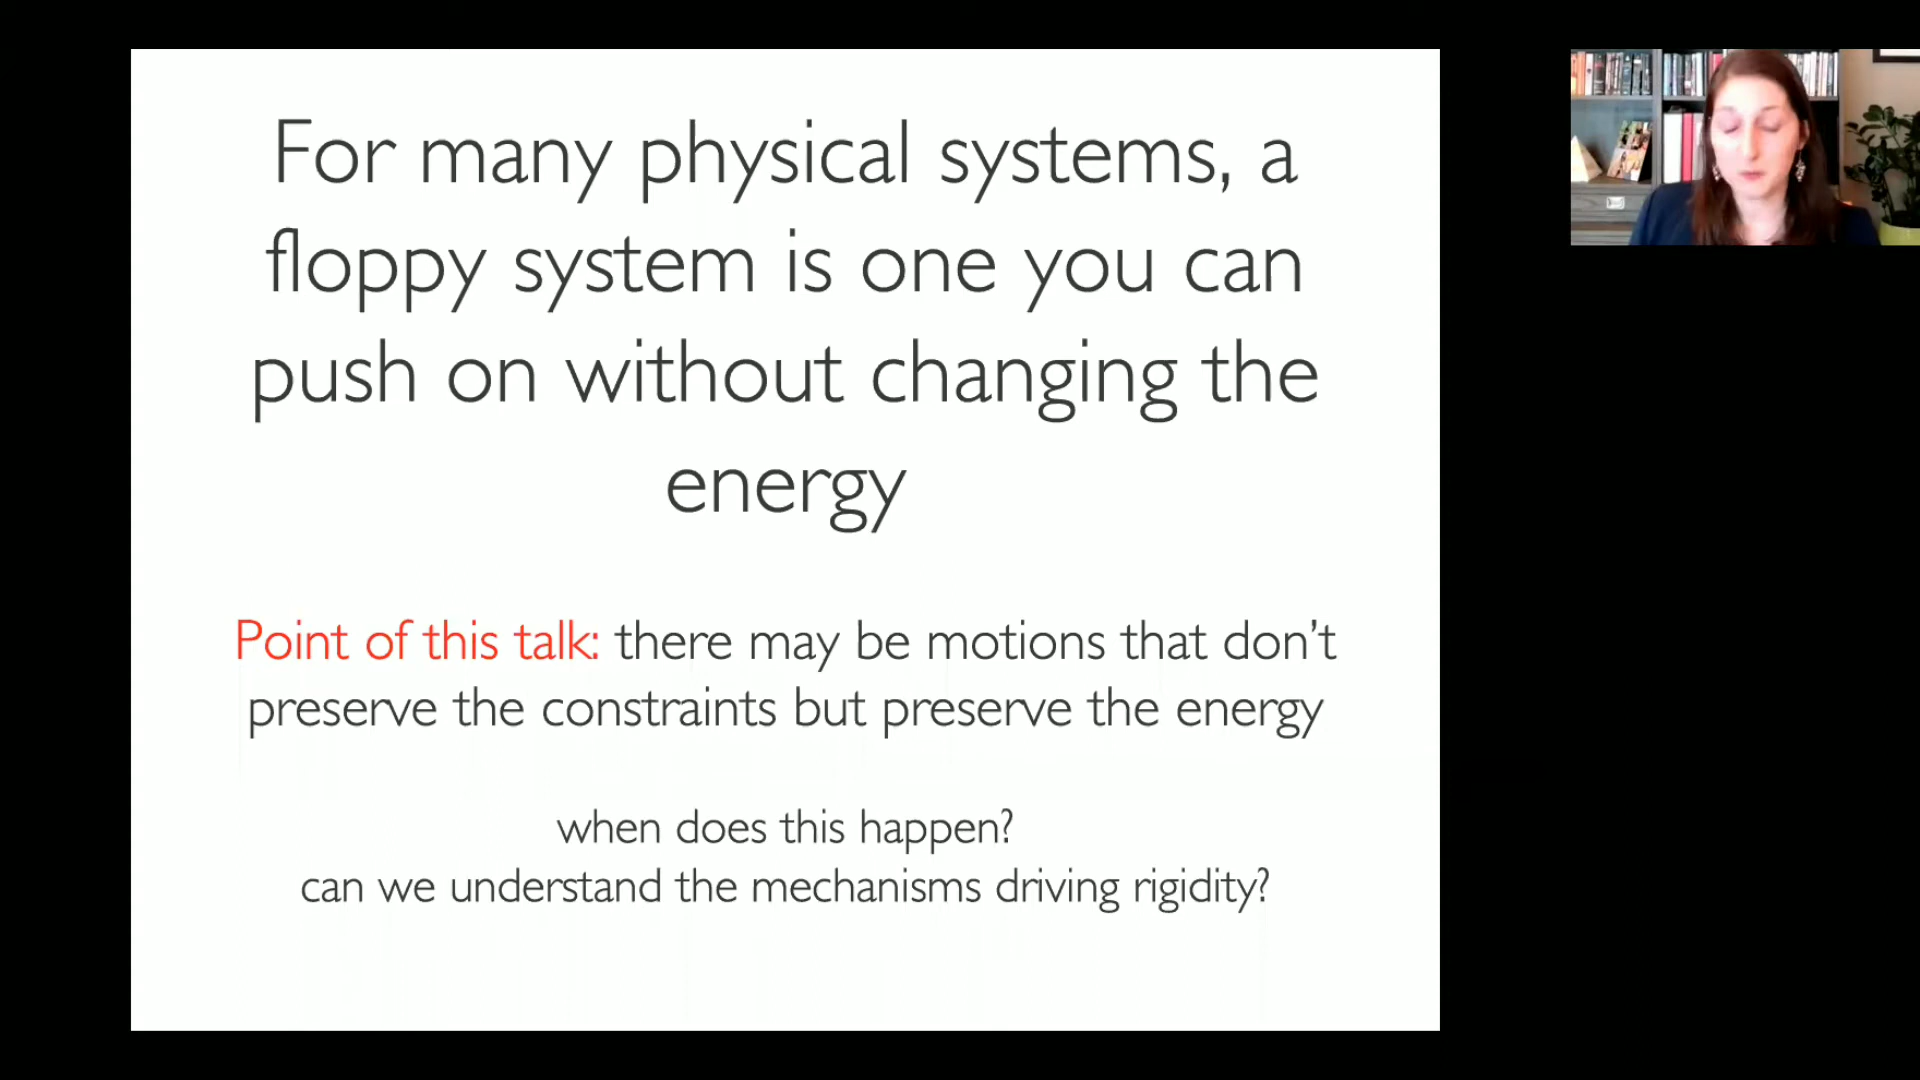 For many physical systems, a
floppy system is one you can
push on without changing the
energy
Point of this talk: there may be motions that don't
preserve the constraints but preserve the energy
when does this happen?
can we understand the mechanisms driving rigidity?